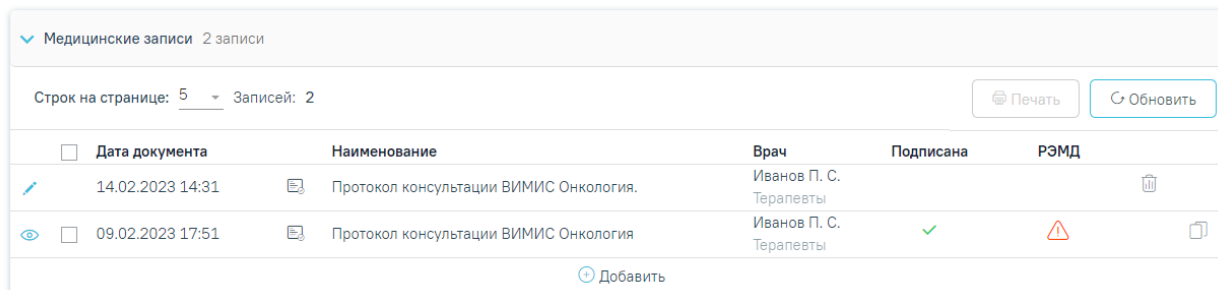 Медицинские записи 2 записи
Строк на странице: 5 Записей: 2 Печать Обновить
Дата документа Наименование Врач Подписана РЭМД
14.02.2023 14:31 Протокол консультации ВИМИС Онкология. Иванов П. С.
Терапевты
09.02.2023 17:51 Протокол консультации ВИМИС Онкология Иванов П. С.
Терапевты
Добавить